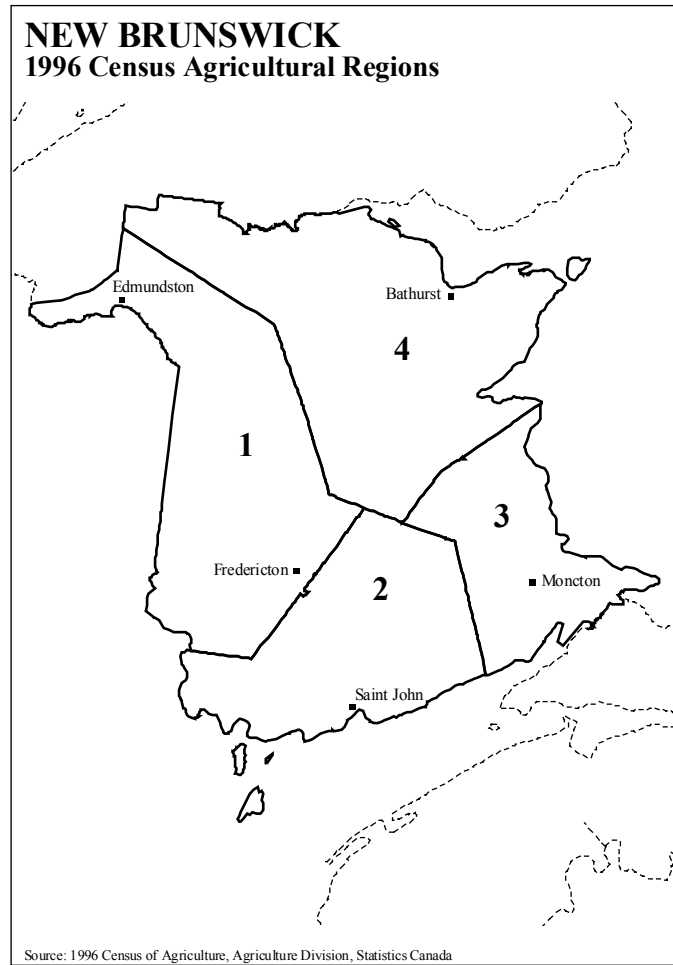 NEW BRUNSWICK
1996 Census Agricultural Regions
Edmundston
Bathurst
4
1
3
Fredericton
Moncton
2
Saint John
Source: 1996 Census of Agriculture, Agriculture Division, Statistics Canada